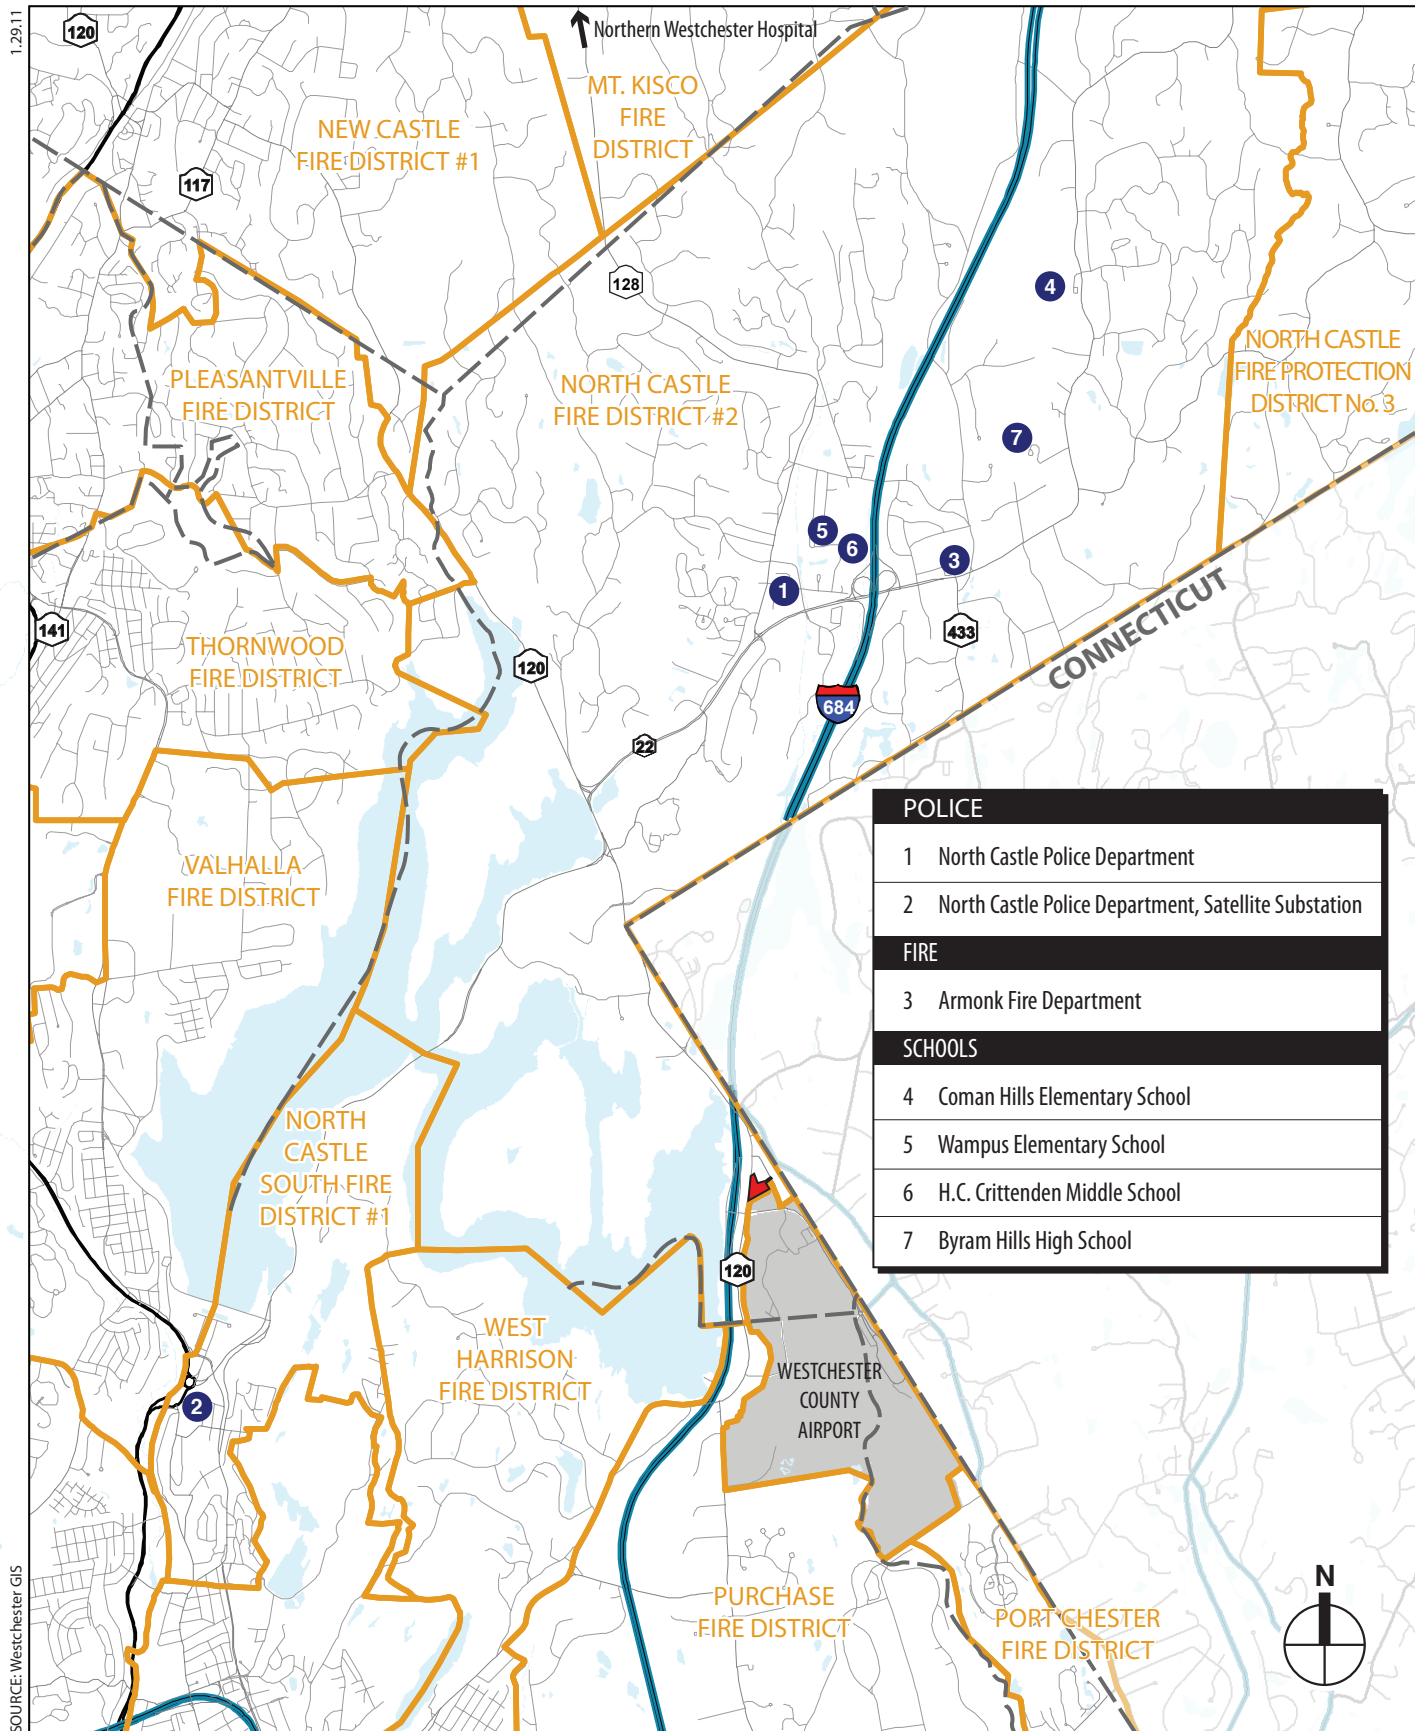 1.29.11
120
Northern Westchester Hospital
MT. KISCO
FIRE
DISTRICT
NEW CASTLE
FIRE DISTRICT #1
117
128
4
NORTH CASTLE
FIRE PROTECTION
DISTRICT No. 3
PLEASANTVILLE
FIRE DISTRICT
NORTH CASTLE
FIRE DISTRICT #2
7
5
6
3
1
CONNECTICUT
141
433
THORNWOOD
FIRE DISTRICT
120
684
22
POLICE
1 North Castle Police Department
2 North Castle Police Department, Satellite Substation
FIRE
3 Armonk Fire Department
SCHOOLS
4 Coman Hills Elementary School
5 Wampus Elementary School
6 H.C. Crittenden Middle School
7 Byram Hills High School
VALHALLA
FIRE DISTRICT
NORTH
CASTLE
SOUTH FIRE
DISTRICT #1
120
WEST
HARRISON
FIRE DISTRICT
WESTCHESTER
COUNTY
AIRPORT
2
PURCHASE
FIRE DISTRICT
PORT CHESTER
FIRE DISTRICT
N
SOURCE: Westchester GIS